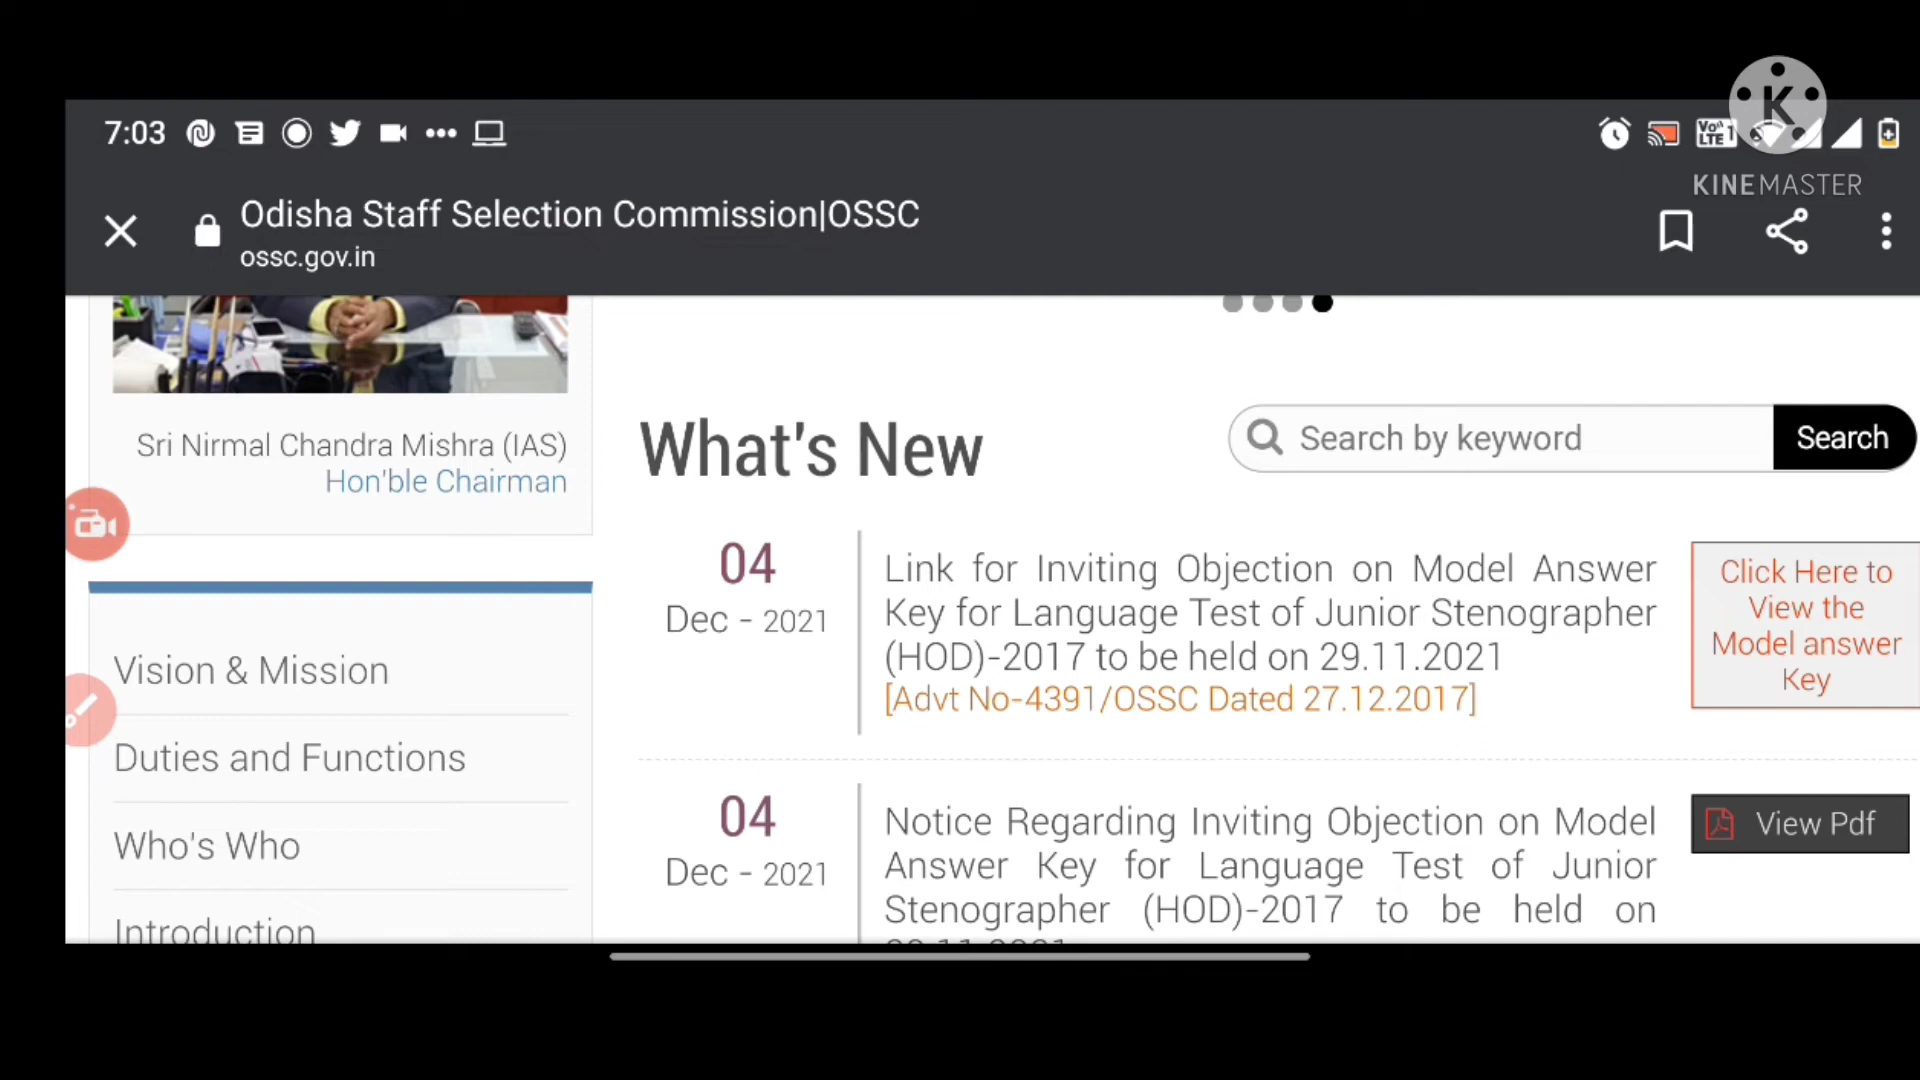 7:03
Vo
LTE 1
K
KINEMASTER
Odisha Staff Selection Commission|OSSC
ossc.gov.in
Sri Nirmal Chandra Mishra (IAS)
Hon'ble Chairman
Vision & Mission
Duties and Functions
Who's Who
Introduction
What's New
Search by keyword
Search
04
Dec - 2021
Link for Inviting Objection on Model Answer
Key for Language Test of Junior Stenographer
(HOD)-2017 to be held on 29.11.2021
[Advt No-4391/OSSC Dated 27.12.2017]
Click Here to
View the
Model answer
Key
04
Dec - 2021
Notice Regarding Inviting Objection on Model
Answer Key for Language Test of Junior
Stenographer (HOD)-2017 to be held on
View Pdf